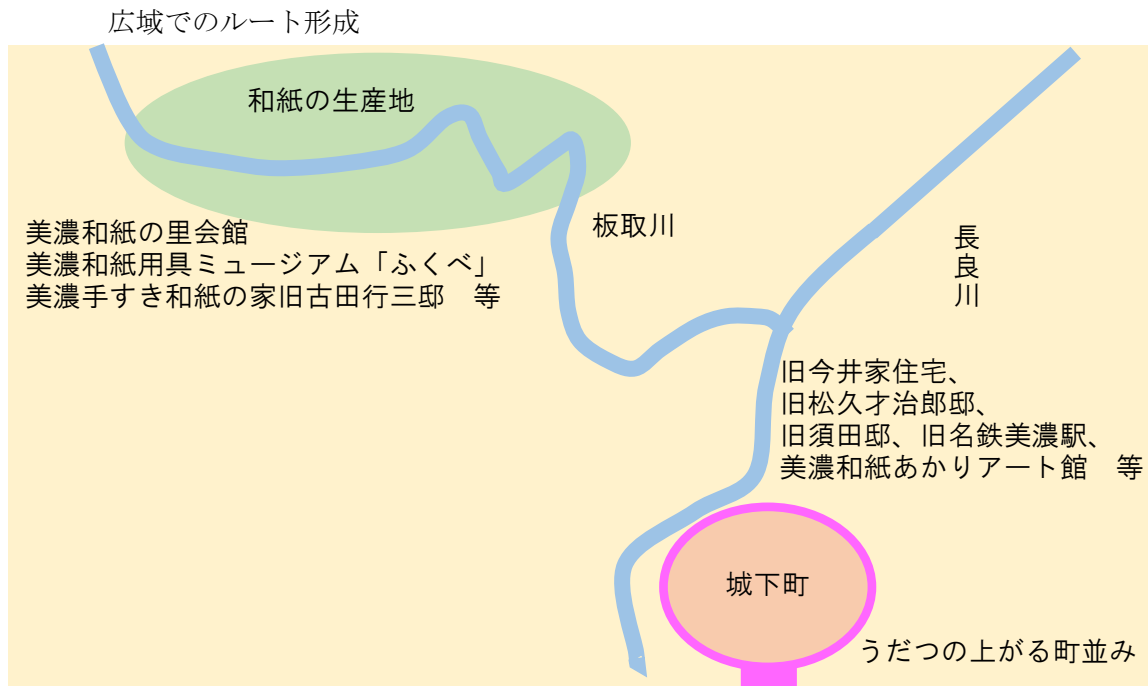 広域でのルート形成
和紙の生産地
美濃和紙の里会館
美濃和紙用具ミュージアム「ふくべ」
美濃手すき和紙の家旧古田行三邸　等
板取川
長良川
旧今井家住宅、
旧松久才治郎邸、
旧須田邸、旧名鉄美濃駅、
美濃和紙あかりアート館　等
城下町
うだつの上がる町並み